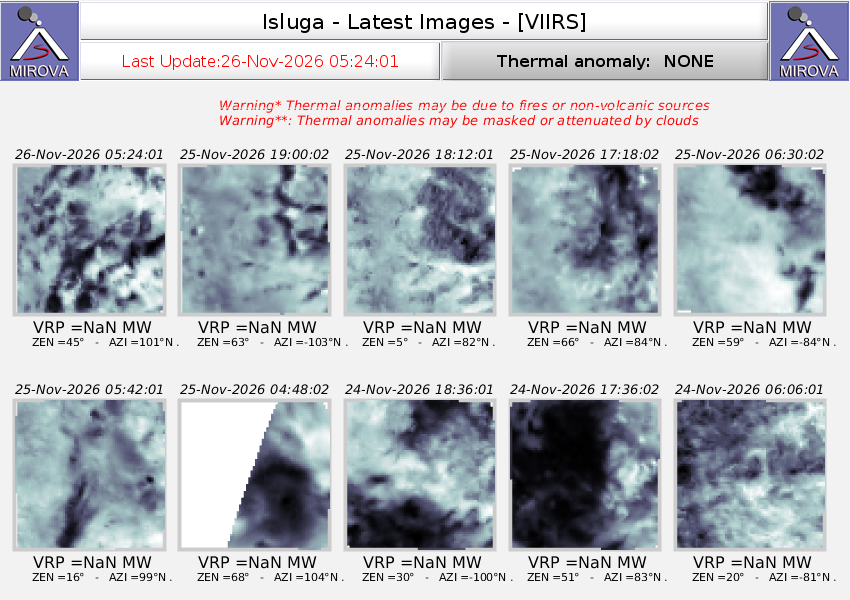 Isluga - Latest Images - [VIIRS]
MIROVA
Last Update:26-Nov-2026 05:24:01
Thermal anomaly: NONE
MIROVA
Warning* Thermal anomalies may be due to fires or non-volcanic sources
Warning**: Thermal anomalies may be masked or attenuated by clouds
26-Nov-2026 05:24:01 25-Nov-2026 19:00:02 25-Nov-2026 18:12:01 25-Nov-2026 17:18:02 25-Nov-2026 06:30:02
VRP =NaN MW VRP =NaN MW VRP =NaN MW VRP =NaN MW VRP =NaN MW
ZEN =45° - AZI =101°N . ZEN =63° - AZI =-103°N . ZEN =5° - AZI =82°N . ZEN =66° - AZI =84°N . ZEN =59° - AZI =-84°N .
25-Nov-2026 05:42:01 25-Nov-2026 04:48:02 24-Nov-2026 18:36:01 24-Nov-2026 17:36:02 24-Nov-2026 06:06:01
VRP =NaN MW VRP =NaN MW VRP =NaN MW VRP =NaN MW VRP =NaN MW
ZEN =16° - AZI =99°N . ZEN =68° - AZI =104°N . ZEN =30° - AZI =-100°N . ZEN =51° - AZI =83°N . ZEN =20° - AZI =-81°N .